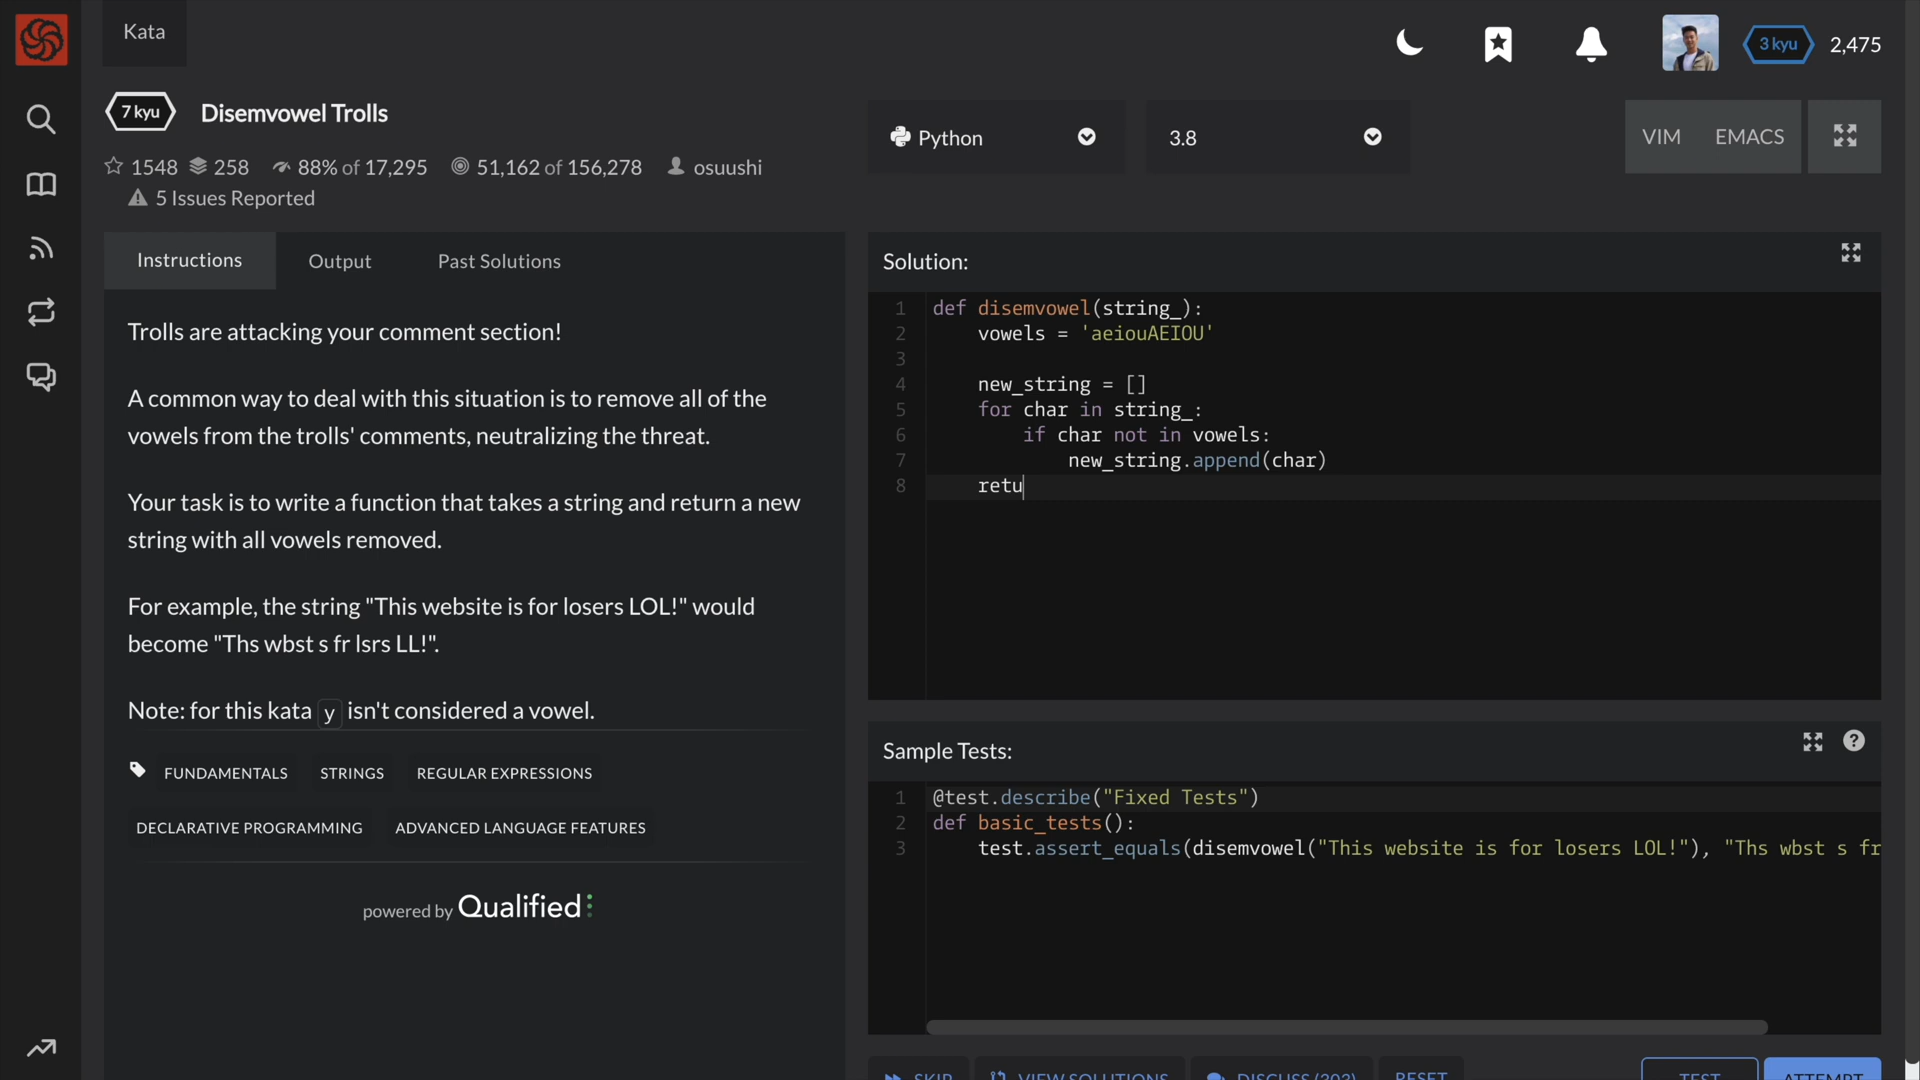 Kata
3 kyu
2,475
7 kyu
Disemvowel Trolls
1548 258 88% of 17,295 51,162 of 156,278 osuushi
5 Issues Reported
Python
3.8
VIM EMACS
Instructions Output Past Solutions
Trolls are attacking your comment section!
A common way to deal with this situation is to remove all of the
vowels from the trolls' comments, neutralizing the threat.
Your task is to write a function that takes a string and return a new
string with all vowels removed.
For example, the string "This website is for losers LOL!" would
become "Ths wbst s fr lsrs LL!".
Note: for this kata y isn't considered a vowel.
FUNDAMENTALS STRINGS REGULAR EXPRESSIONS
DECLARATIVE PROGRAMMING ADVANCED LANGUAGE FEATURES
powered by Qualified
Solution:
1 def disemvowel(string_):
2     vowels = 'aeiouAEIOU'
3
4     new_string = []
5     for char in string_:
6         if char not in vowels:
7             new_string.append(char)
8     retu
Sample Tests:
?
1 @test.describe("Fixed Tests")
2 def basic_tests():
3     test.assert_equals(disemvowel("This website is for losers LOL!"), "Ths wbst s fr
SKIP VIEW SOLUTIONS DISCUSS (303) RESET TEST ATTEMPT